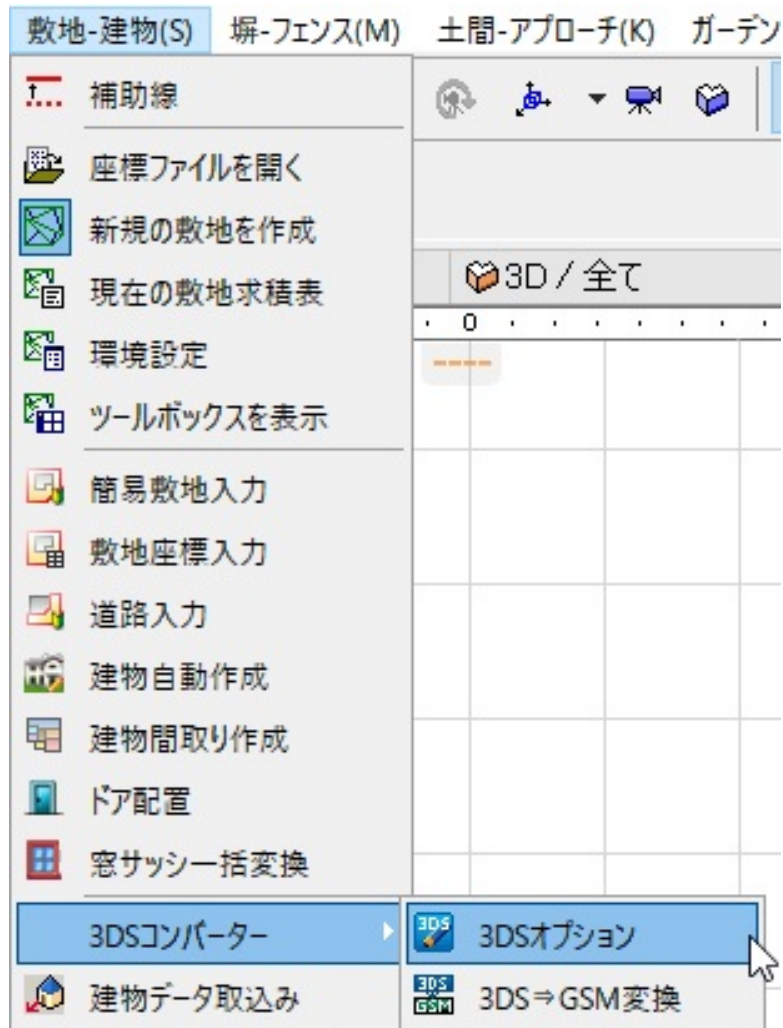 敷地-建物(S) 塀-フェンス(M) 土間-アプローチ(K) ガーデン
補助線
座標ファイルを開く
新規の敷地を作成
3D / 全て
現在の敷地求積表
0
環境設定
ツールボックスを表示
簡易敷地入力
敷地座標入力
道路入力
建物自動作成
建物間取り作成
ドア配置
窓サッシ一括変換
3DSコンバーター
3DS 3DSオプション
建物データ取込み
3DS GSM 3DS⇒GSM変換